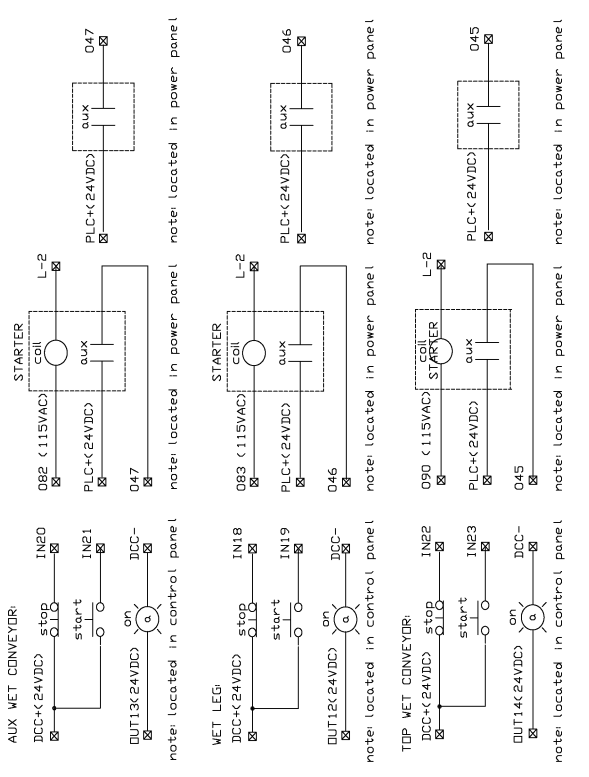 AUX WET CONVEYOR:
DCC+(24VDC) stop IN20
start IN21
OUT13(24VDC) on DCC-
a
note: located in control panel
STARTER
082 (115VAC) coil L-2
PLC+(24VDC) aux
047
note: located in power panel
PLC+(24VDC) aux 047
note: located in power panel
WET LEG:
DCC+(24VDC) stop IN18
start IN19
OUT12(24VDC) on DCC-
a
note: located in control panel
STARTER
083 (115VAC) coil L-2
PLC+(24VDC) aux
046
note: located in power panel
PLC+(24VDC) aux 046
note: located in power panel
TOP WET CONVEYOR:
DCC+(24VDC) stop IN22
start IN23
OUT14(24VDC) on DCC-
a
note: located in control panel
090 (115VAC) coil L-2
STARTER
PLC+(24VDC) aux
045
note: located in power panel
PLC+(24VDC) aux 045
note: located in power panel